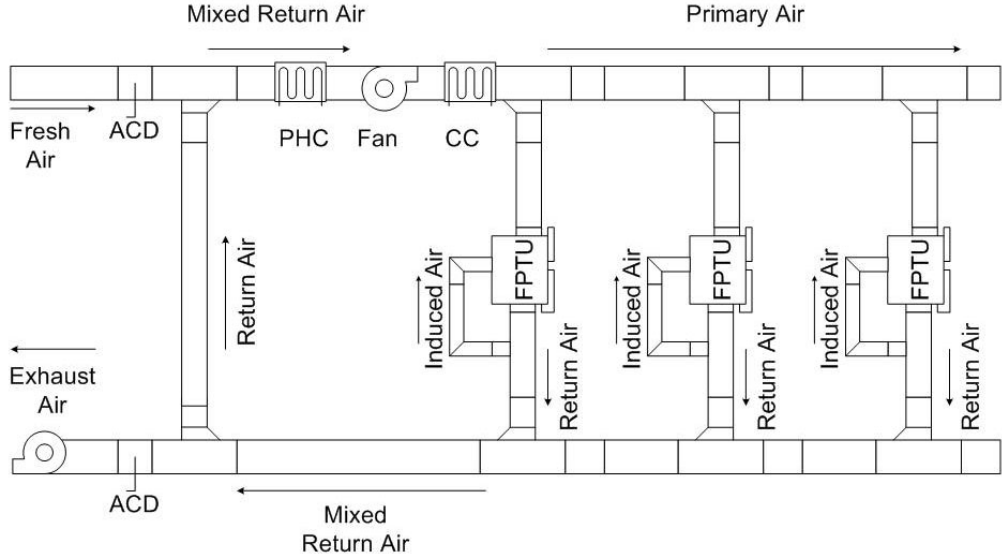 Mixed Return Air
Primary Air
Fresh
Air
ACD
PHC
Fan
CC
Return Air
Induced Air
FPTU
Return Air
Induced Air
FPTU
Return Air
Induced Air
FPTU
Return Air
Exhaust
Air
ACD
Mixed
Return Air